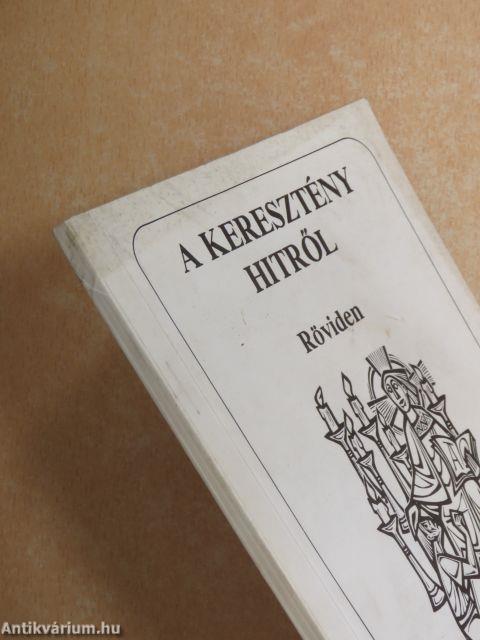 A KERESZTÉNY
HITRŐL
Röviden
Antikvárium.hu